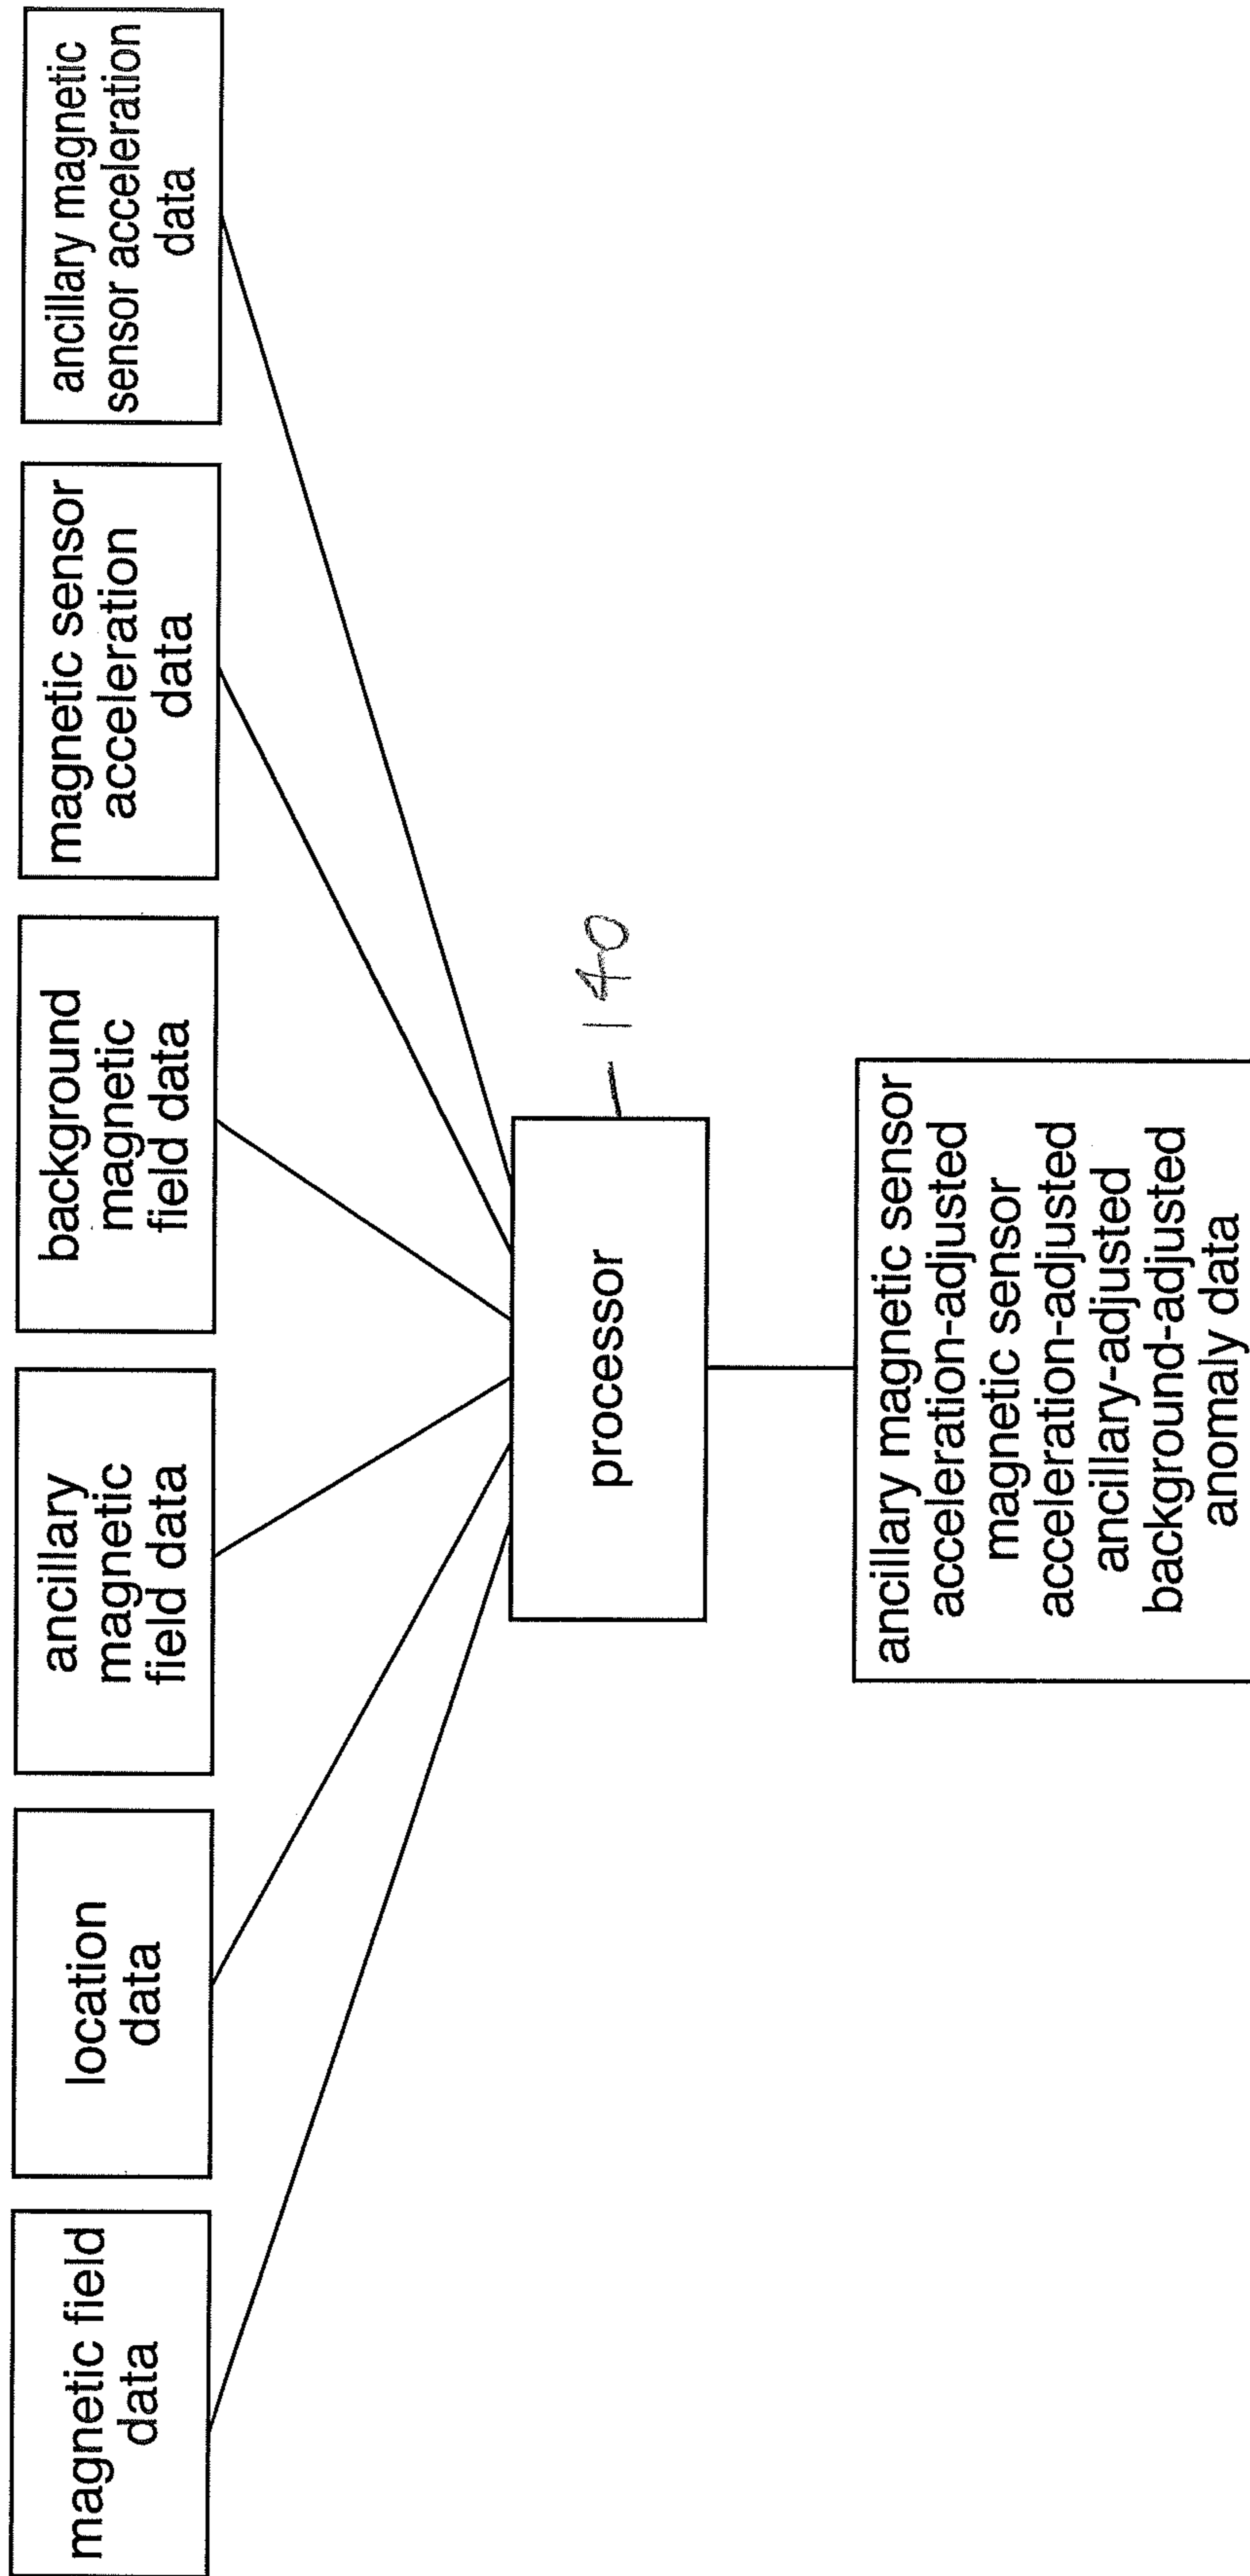 magnetic field
data
location
data
ancillary
magnetic
field data
background
magnetic
field data
magnetic sensor
acceleration
data
ancillary magnetic
sensor acceleration
data
processor
140
ancillary magnetic sensor
acceleration-adjusted
magnetic sensor
acceleration-adjusted
ancillary-adjusted
background-adjusted
anomaly data